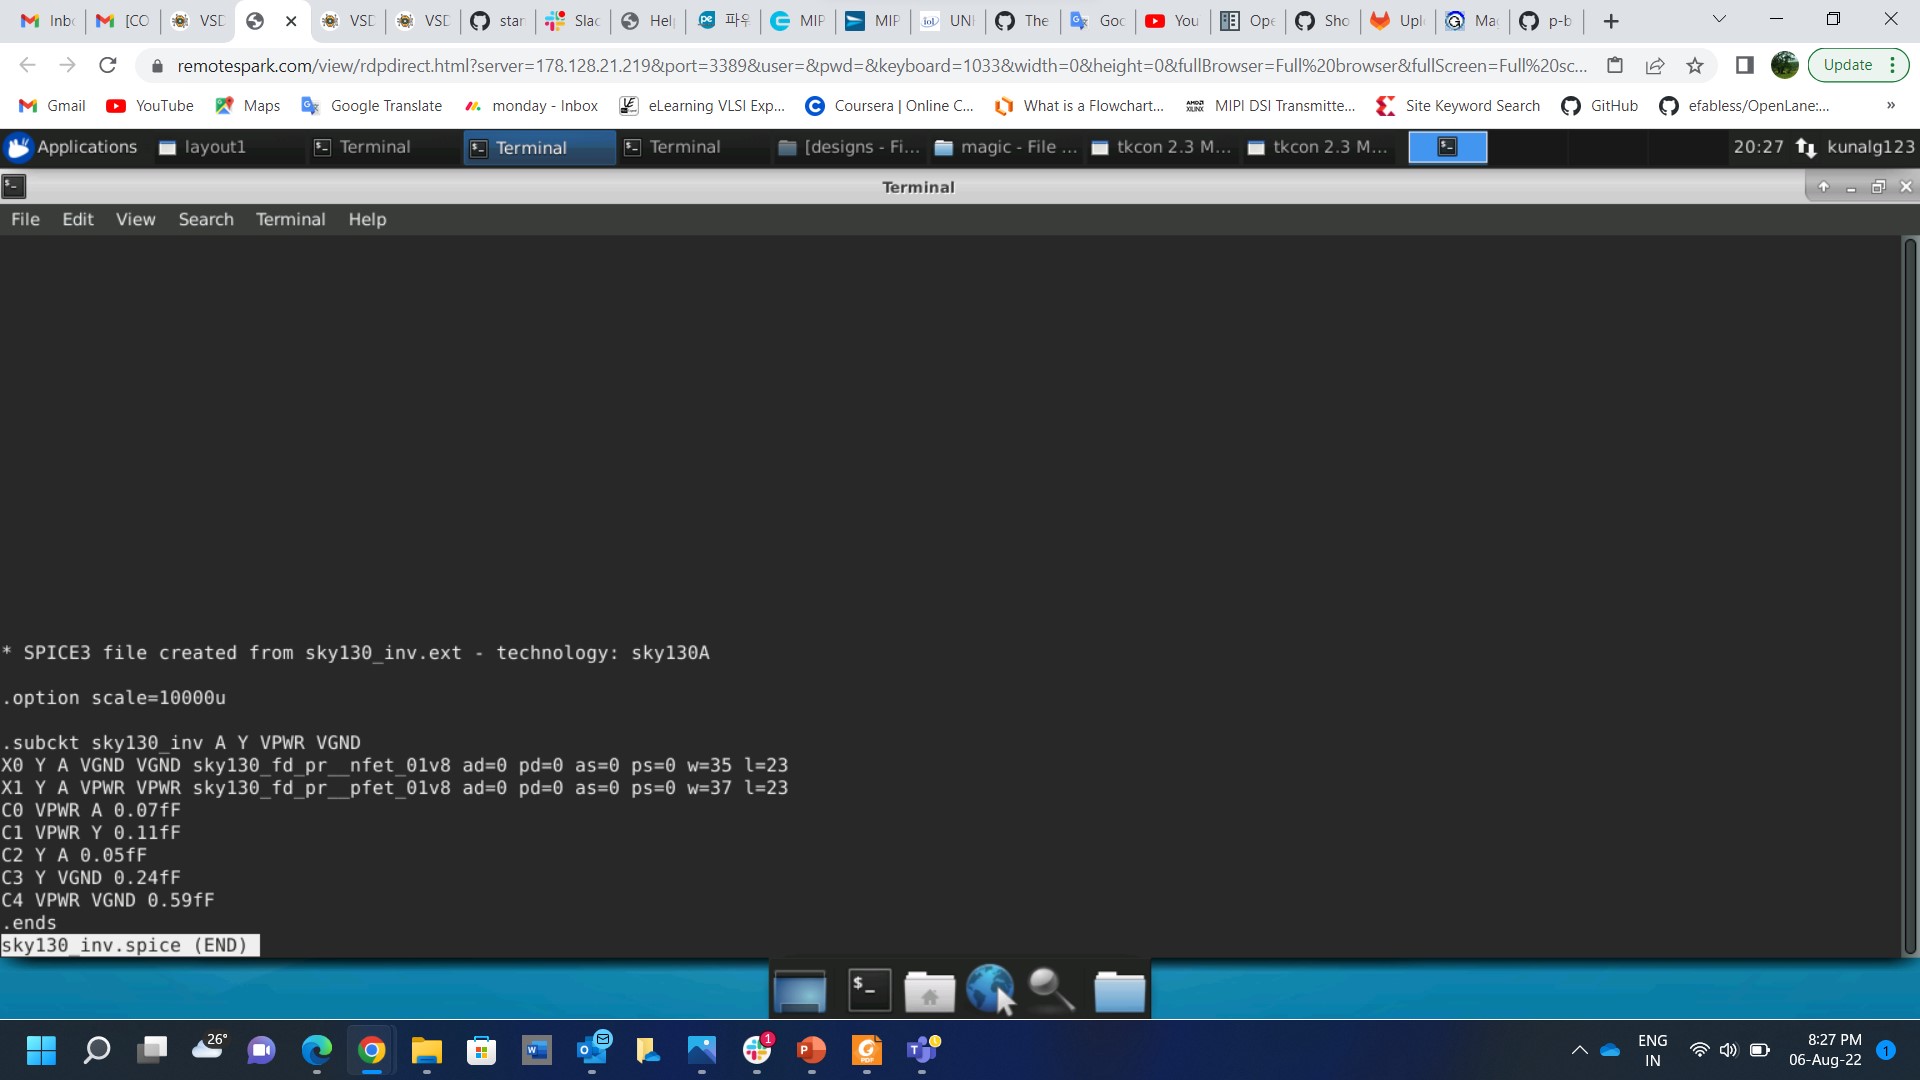 Inb
[CO
VSD
VSD
VSD
star
Slac
Hel
파우
MIP
MIP
UNI
The
Goo
You
Ope
Sho
Upl
Ma
p-b
remotespark.com/view/rdpdirect.html?server=178.128.21.219&port=3389&user=&pwd=&keyboard=1033&width=0&height=0&fullBrowser=Full%20browser&fullScreen=Full%20sc...
Update
Gmail
YouTube
Maps
Google Translate
monday - Inbox
eLearning VLSI Exp...
Coursera | Online C...
What is a Flowchart...
MIPI DSI Transmitte...
Site Keyword Search
GitHub
efabless/OpenLane:...
»
Applications
layout1
Terminal
Terminal
Terminal
[designs - Fi...
magic - File ...
tkcon 2.3 M...
tkcon 2.3 M...
20:27
kunalg123
Terminal
File Edit View Search Terminal Help
* SPICE3 file created from sky130_inv.ext - technology: sky130A
.option scale=10000u
.subckt sky130_inv A Y VPWR VGND
X0 Y A VGND VGND sky130_fd_pr__nfet_01v8 ad=0 pd=0 as=0 ps=0 w=35 l=23
X1 Y A VPWR VPWR sky130_fd_pr__pfet_01v8 ad=0 pd=0 as=0 ps=0 w=37 l=23
C0 VPWR A 0.07fF
C1 VPWR Y 0.11fF
C2 Y A 0.05fF
C3 Y VGND 0.24fF
C4 VPWR VGND 0.59fF
.ends
sky130_inv.spice (END)
26°
1
ENG
IN
8:27 PM
06-Aug-22
1